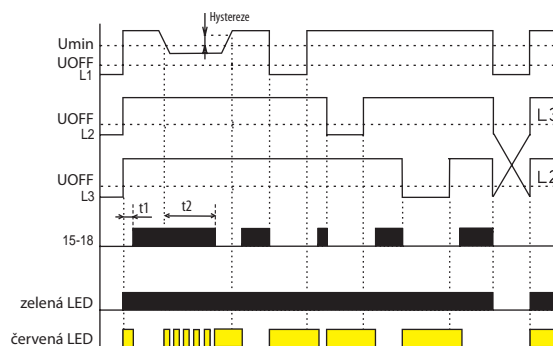 Hystereze
Umin
UOFF
L1
UOFF
L2
L3
UOFF
L3
L2
t1
t2
15-18
zelená LED
červená LED